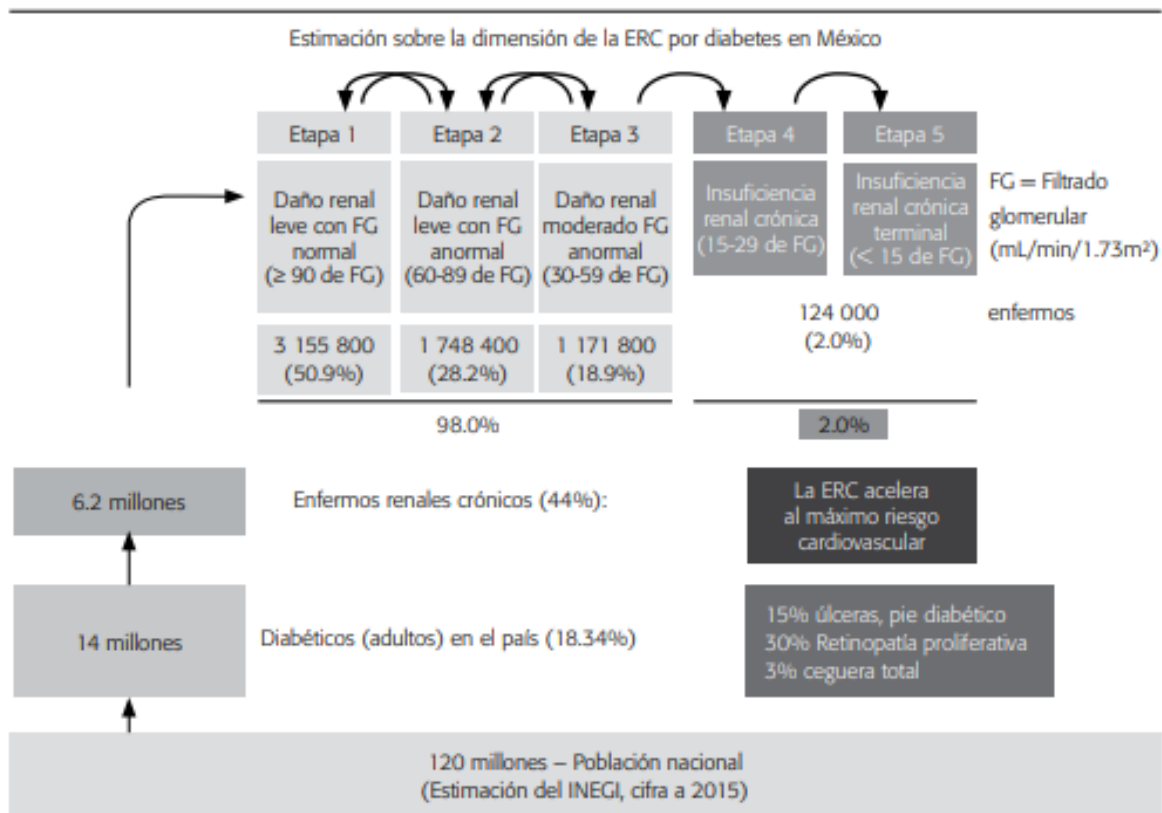 Estimación sobre la dimensión de la ERC por diabetes en México
Etapa 1
Etapa 2
Etapa 3
Etapa 4
Etapa 5
Daño renal
leve con FG
normal
(≥ 90 de FG)
Daño renal
leve con FG
anormal
(60-89 de FG)
Daño renal
moderado FG
anormal
(30-59 de FG)
Insuficiencia
renal crónica
(15-29 de FG)
Insuficiencia
renal crónica
terminal
(< 15 de FG)
FG = Filtrado
glomerular
(mL/min/1.73m²)
3 155 800
(50.9%)
1 748 400
(28.2%)
1 171 800
(18.9%)
124 000
(2.0%)
enfermos
98.0%
2.0%
6.2 millones
Enfermos renales crónicos (44%):
La ERC acelera
al máximo riesgo
cardiovascular
14 millones
Diabéticos (adultos) en el país (18.34%)
15% úlceras, pie diabético
30% Retinopatía proliferativa
3% ceguera total
120 millones – Población nacional
(Estimación del INEGI, cifra a 2015)